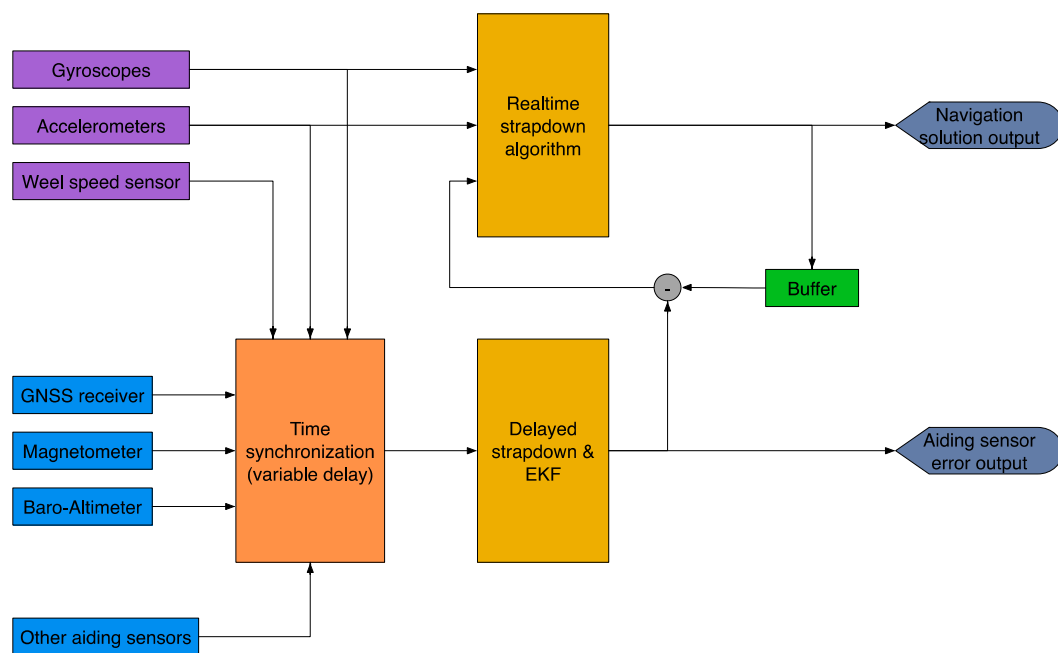 Gyroscopes
Accelerometers
Weel speed sensor
Realtime
strapdown
algorithm
Navigation
solution output
-
Buffer
GNSS receiver
Magnetometer
Baro-Altimeter
Other aiding sensors
Time
synchronization
(variable delay)
Delayed
strapdown &
EKF
Aiding sensor
error output